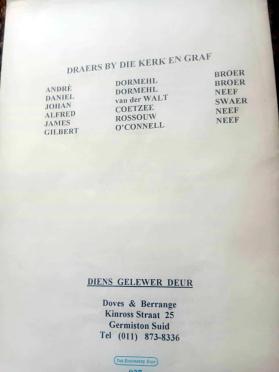 DRAERS BY DIE KERK EN GRAF
ANDRÉ DORMEHL BROER
DANIEL DORMEHL BROER
JOHAN van der WALT NEEF
ALFRED COETZEE SWAER
JAMES ROSSOUW NEEF
GILBERT O'CONNELL NEEF
DIENS GELEWER DEUR
Doves & Berrange
Kinross Straat 25
Germiston Suid
Tel (011) 873-8336